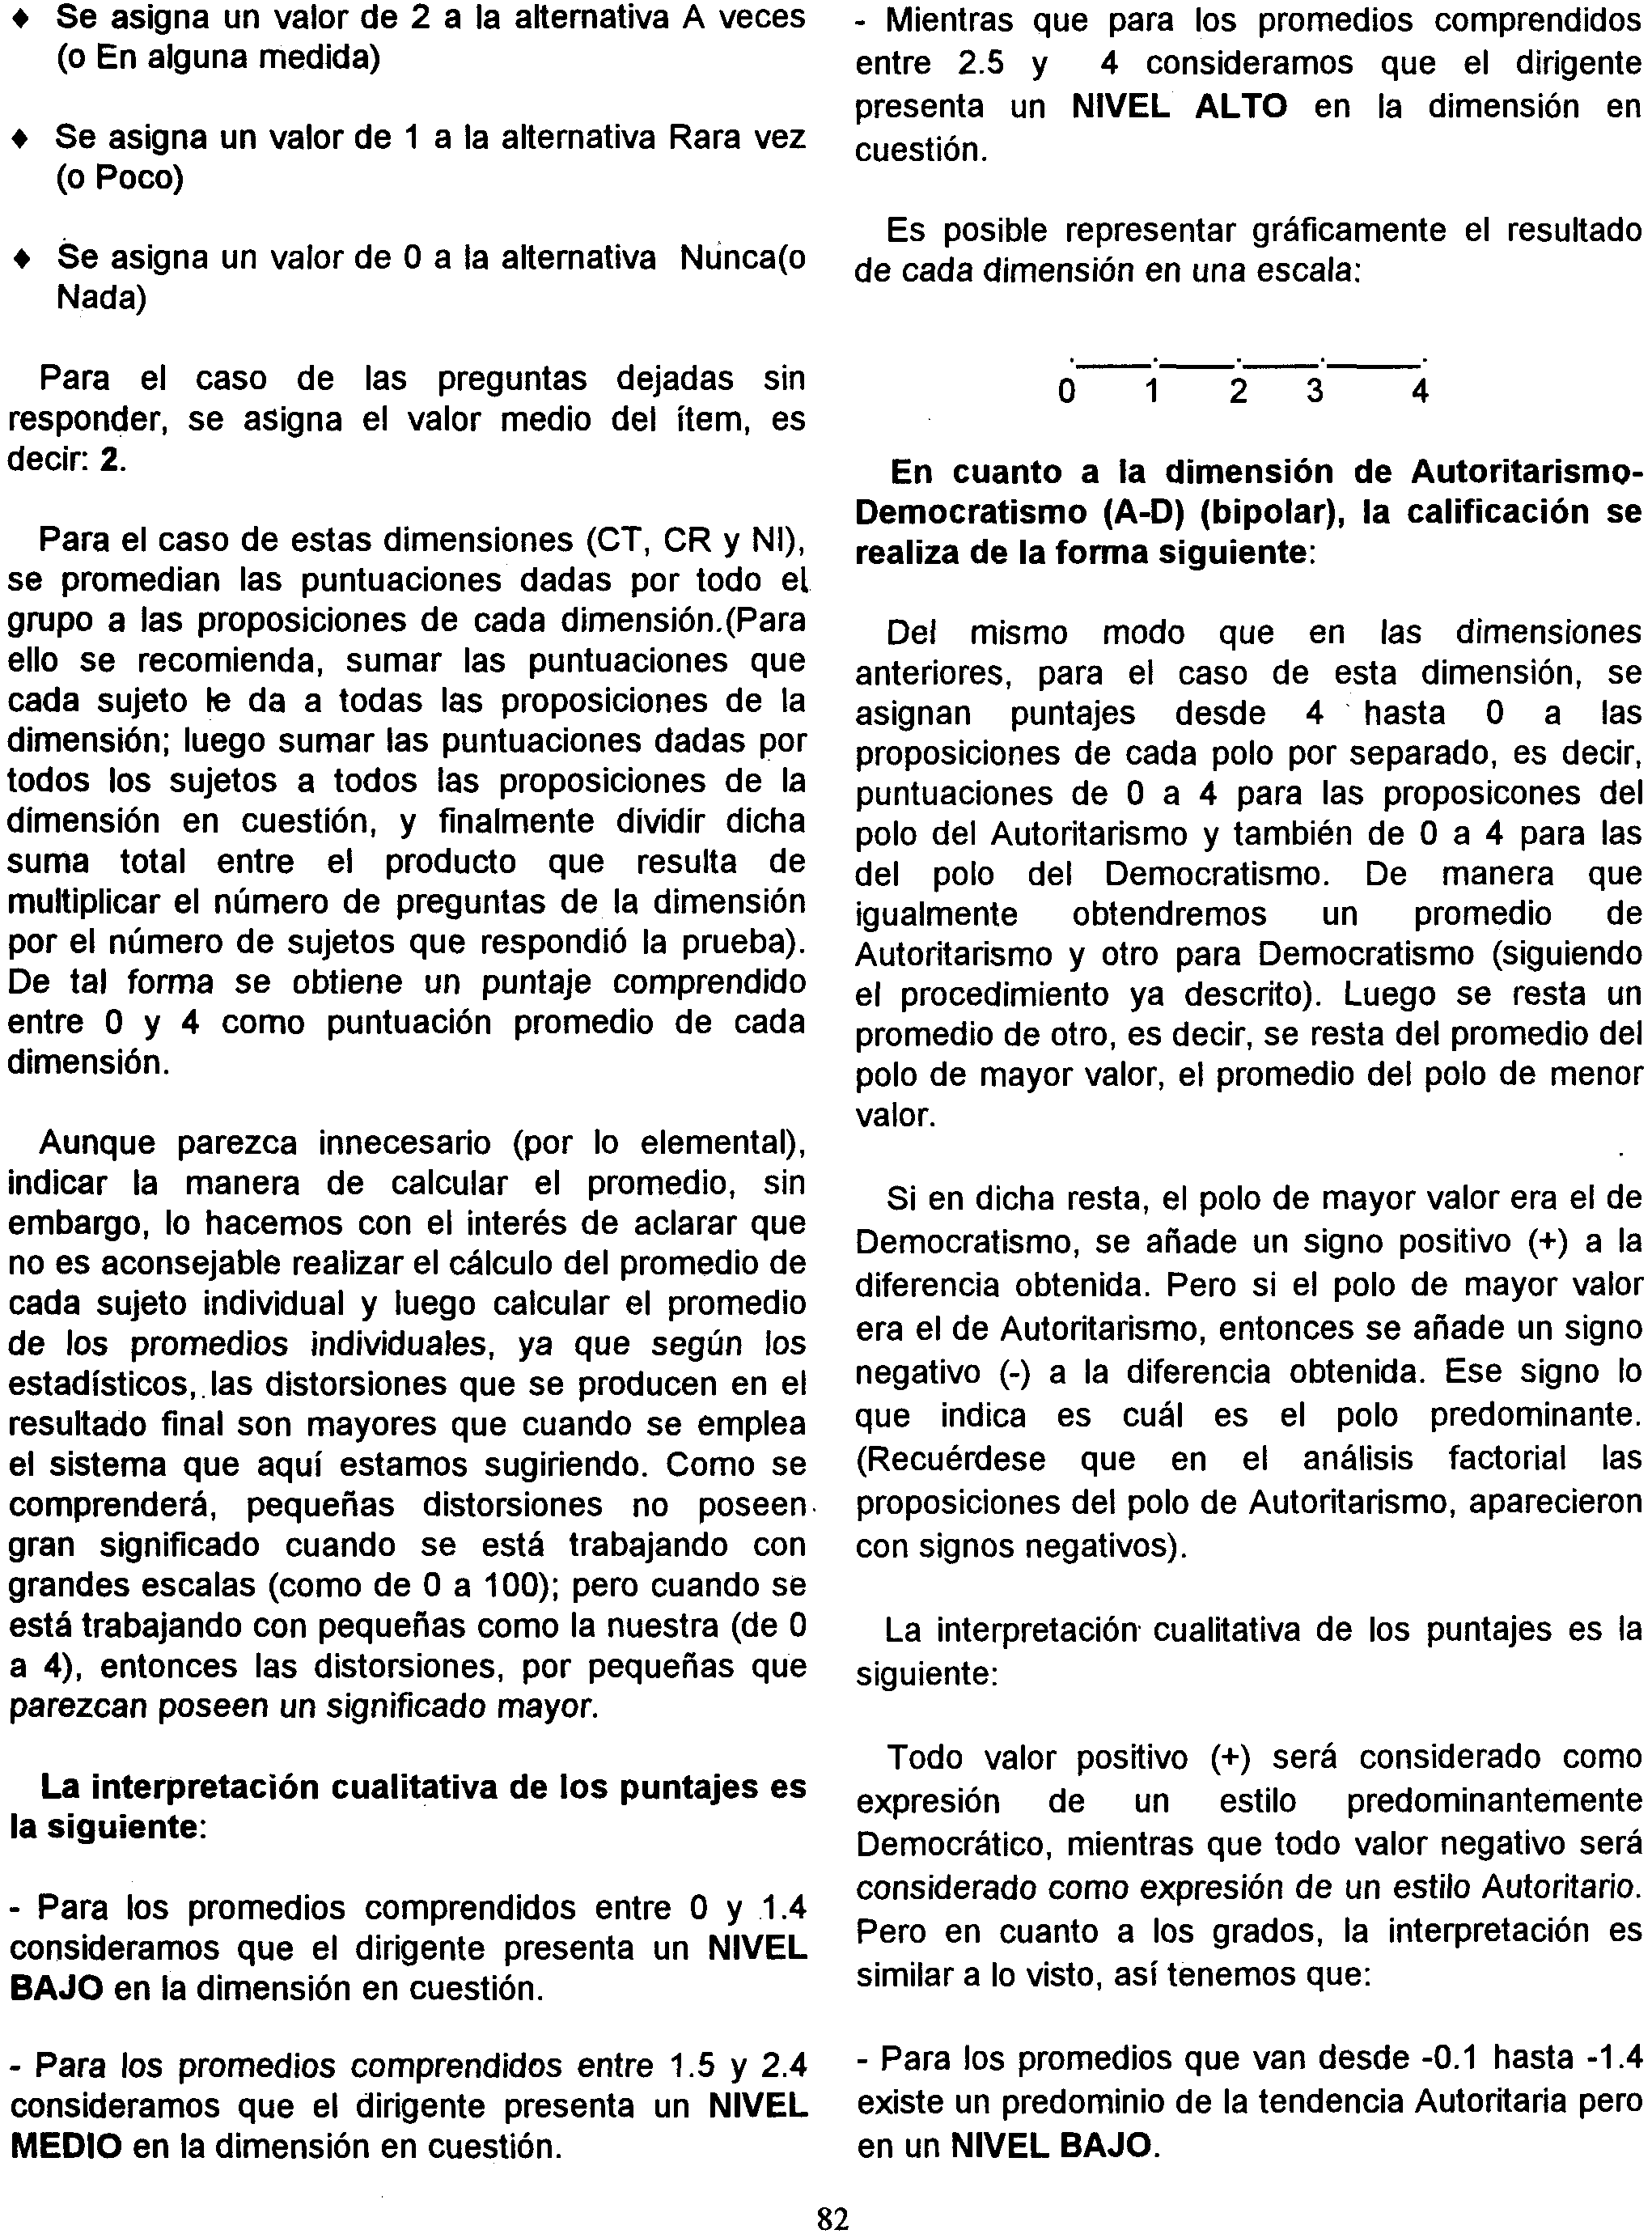 ♦ Se asigna un valor de 2 a la alternativa A veces
(o En alguna medida)
♦ Se asigna un valor de 1 a la alternativa Rara vez
(o Poco)
♦ Se asigna un valor de 0 a la alternativa Nunca(o
Nada)
Para el caso de las preguntas dejadas sin
responder, se asigna el valor medio del ítem, es
decir: 2.
Para el caso de estas dimensiones (CT, CR y NI),
se promedian las puntuaciones dadas por todo el
grupo a las proposiciones de cada dimensión.(Para
ello se recomienda, sumar las puntuaciones que
cada sujeto le da a todas las proposiciones de la
dimensión; luego sumar las puntuaciones dadas por
todos los sujetos a todos las proposiciones de la
dimensión en cuestión, y finalmente dividir dicha
suma total entre el producto que resulta de
multiplicar el número de preguntas de la dimensión
por el número de sujetos que respondió la prueba).
De tal forma se obtiene un puntaje comprendido
entre 0 y 4 como puntuación promedio de cada
dimensión.
Aunque parezca innecesario (por lo elemental),
indicar la manera de calcular el promedio, sin
embargo, lo hacemos con el interés de aclarar que
no es aconsejable realizar el cálculo del promedio de
cada sujeto individual y luego calcular el promedio
de los promedios individuales, ya que según los
estadísticos, las distorsiones que se producen en el
resultado final son mayores que cuando se emplea
el sistema que aquí estamos sugiriendo. Como se
comprenderá, pequeñas distorsiones no poseen
gran significado cuando se está trabajando con
grandes escalas (como de 0 a 100); pero cuando se
está trabajando con pequeñas como la nuestra (de 0
a 4), entonces las distorsiones, por pequeñas que
parezcan poseen un significado mayor.
La interpretación cualitativa de los puntajes es
la siguiente:
- Para los promedios comprendidos entre 0 y 1.4
consideramos que el dirigente presenta un NIVEL
BAJO en la dimensión en cuestión.
- Para los promedios comprendidos entre 1.5 y 2.4
consideramos que el dirigente presenta un NIVEL
MEDIO en la dimensión en cuestión.
- Mientras que para los promedios comprendidos
entre 2.5 y 4 consideramos que el dirigente
presenta un NIVEL ALTO en la dimensión en
cuestión.
Es posible representar gráficamente el resultado
de cada dimensión en una escala:
0 1 2 3 4
En cuanto a la dimensión de Autoritarismo-
Democratismo (A-D) (bipolar), la calificación se
realiza de la forma siguiente:
Del mismo modo que en las dimensiones
anteriores, para el caso de esta dimensión, se
asignan puntajes desde 4 hasta 0 a las
proposiciones de cada polo por separado, es decir,
puntuaciones de 0 a 4 para las proposicones del
polo del Autoritarismo y también de 0 a 4 para las
del polo del Democratismo. De manera que
igualmente obtendremos un promedio de
Autoritarismo y otro para Democratismo (siguiendo
el procedimiento ya descrito). Luego se resta un
promedio de otro, es decir, se resta del promedio del
polo de mayor valor, el promedio del polo de menor
valor.
Si en dicha resta, el polo de mayor valor era el de
Democratismo, se añade un signo positivo (+) a la
diferencia obtenida. Pero si el polo de mayor valor
era el de Autoritarismo, entonces se añade un signo
negativo (-) a la diferencia obtenida. Ese signo lo
que indica es cuál es el polo predominante.
(Recuérdese que en el análisis factorial las
proposiciones del polo de Autoritarismo, aparecieron
con signos negativos).
La interpretación cualitativa de los puntajes es la
siguiente:
Todo valor positivo (+) será considerado como
expresión de un estilo predominantemente
Democrático, mientras que todo valor negativo será
considerado como expresión de un estilo Autoritario.
Pero en cuanto a los grados, la interpretación es
similar a lo visto, así tenemos que:
- Para los promedios que van desde -0.1 hasta -1.4
existe un predominio de la tendencia Autoritaria pero
en un NIVEL BAJO.
82